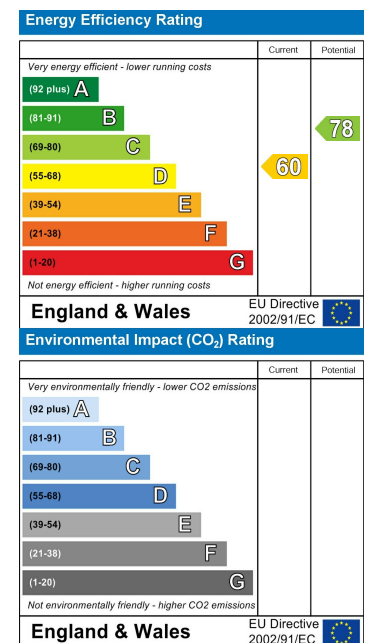 Energy Efficiency Rating
Current Potential
Very energy efficient - lower running costs
(92 plus) A
(81-91) B
(69-80) C
(55-68) D
(39-54) E
(21-38) F
(1-20) G
78
60
Not energy efficient - higher running costs
England & Wales
EU Directive
2002/91/EC
Environmental Impact (CO₂) Rating
Current Potential
Very environmentally friendly - lower CO2 emissions
(92 plus) A
(81-91) B
(69-80) C
(55-68) D
(39-54) E
(21-38) F
(1-20) G
Not environmentally friendly - higher CO2 emissions
England & Wales
EU Directive
2002/91/EC